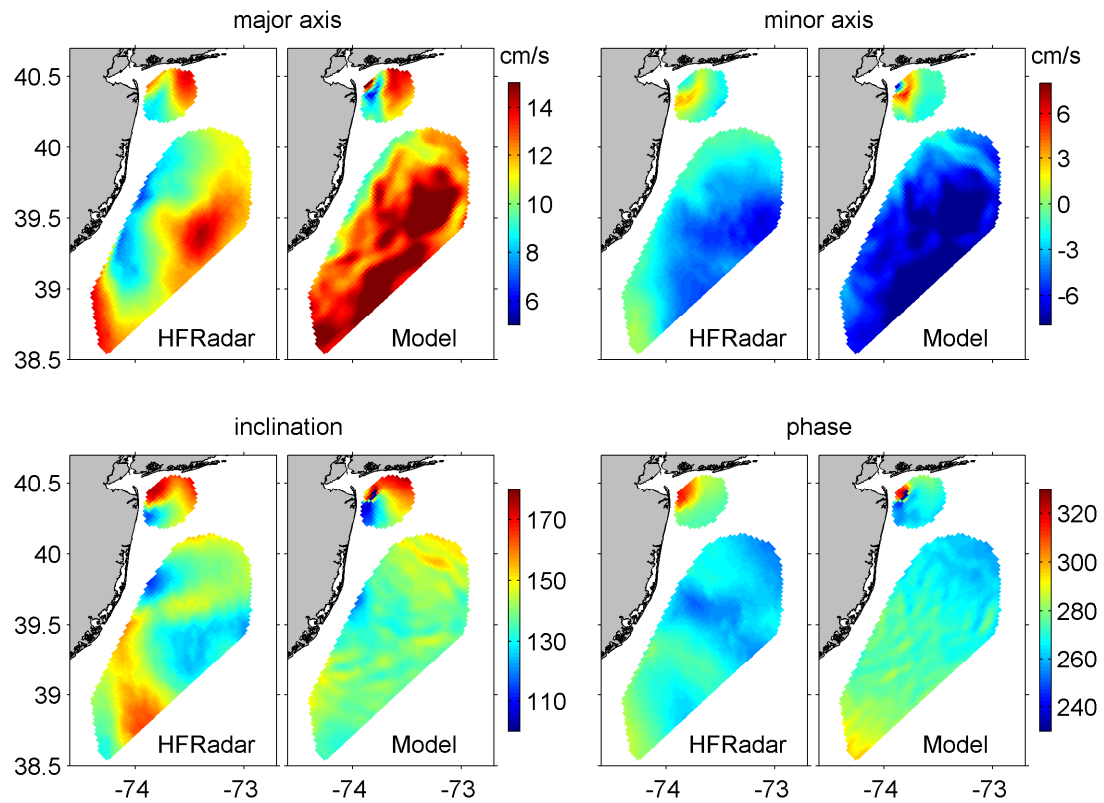 major axis
minor axis
cm/s
cm/s
40.5
40
39.5
39
38.5
14
12
10
8
6
6
3
0
-3
-6
HFRadar
Model
HFRadar
Model
inclination
phase
40.5
40
39.5
39
38.5
170
150
130
110
320
300
280
260
240
HFRadar
Model
HFRadar
Model
-74
-73
-74
-73
-74
-73
-74
-73